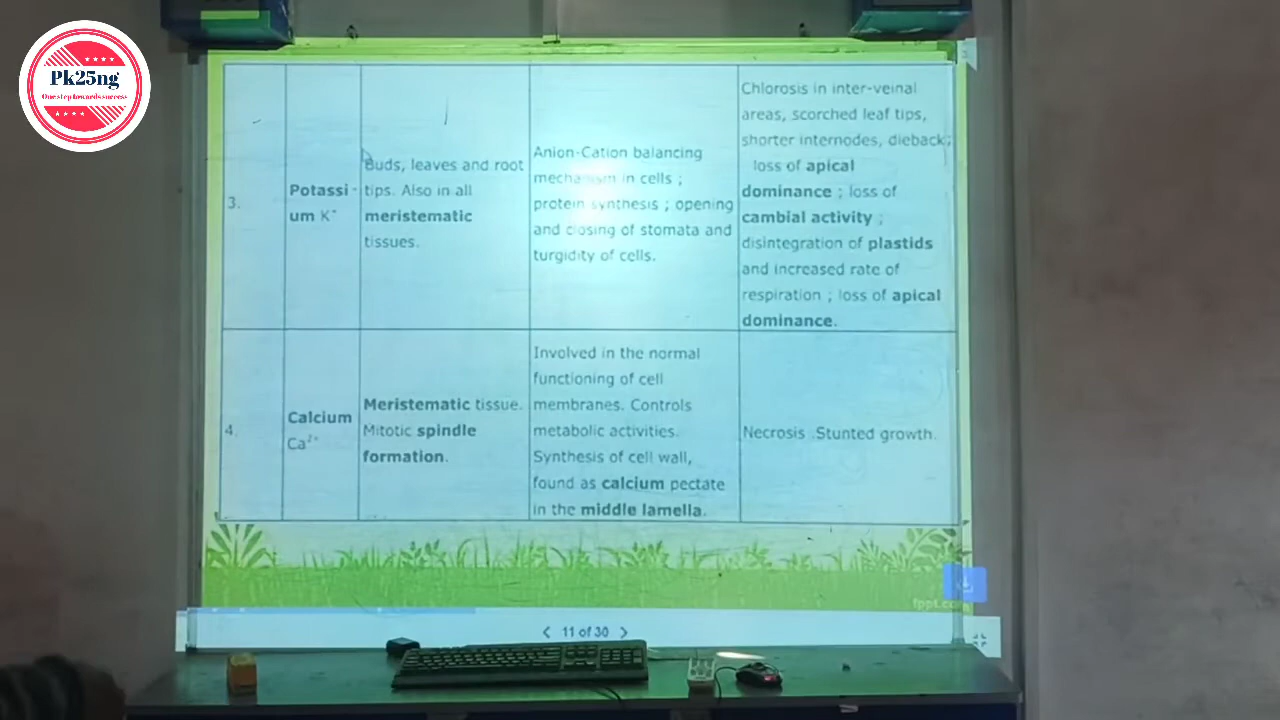 Pk25ng
One step towards success
3.
Potassi-
um K+
Buds, leaves and root
tips. Also in all
meristematic
tissues.
Anion-Cation balancing
mechanism in cells ;
protein synthesis ; opening
and closing of stomata and
turgidity of cells.
Chlorosis in inter-veinal
areas, scorched leaf tips,
shorter internodes, dieback;
loss of apical
dominance ; loss of
cambial activity ;
disintegration of plastids
and increased rate of
respiration ; loss of apical
dominance.
4.
Calcium
Ca2+
Meristematic tissue.
Mitotic spindle
formation.
Involved in the normal
functioning of cell
membranes. Controls
metabolic activities.
Synthesis of cell wall,
found as calcium pectate
in the middle lamella.
Necrosis .Stunted growth.
fppt.com
< 11 of 30 >